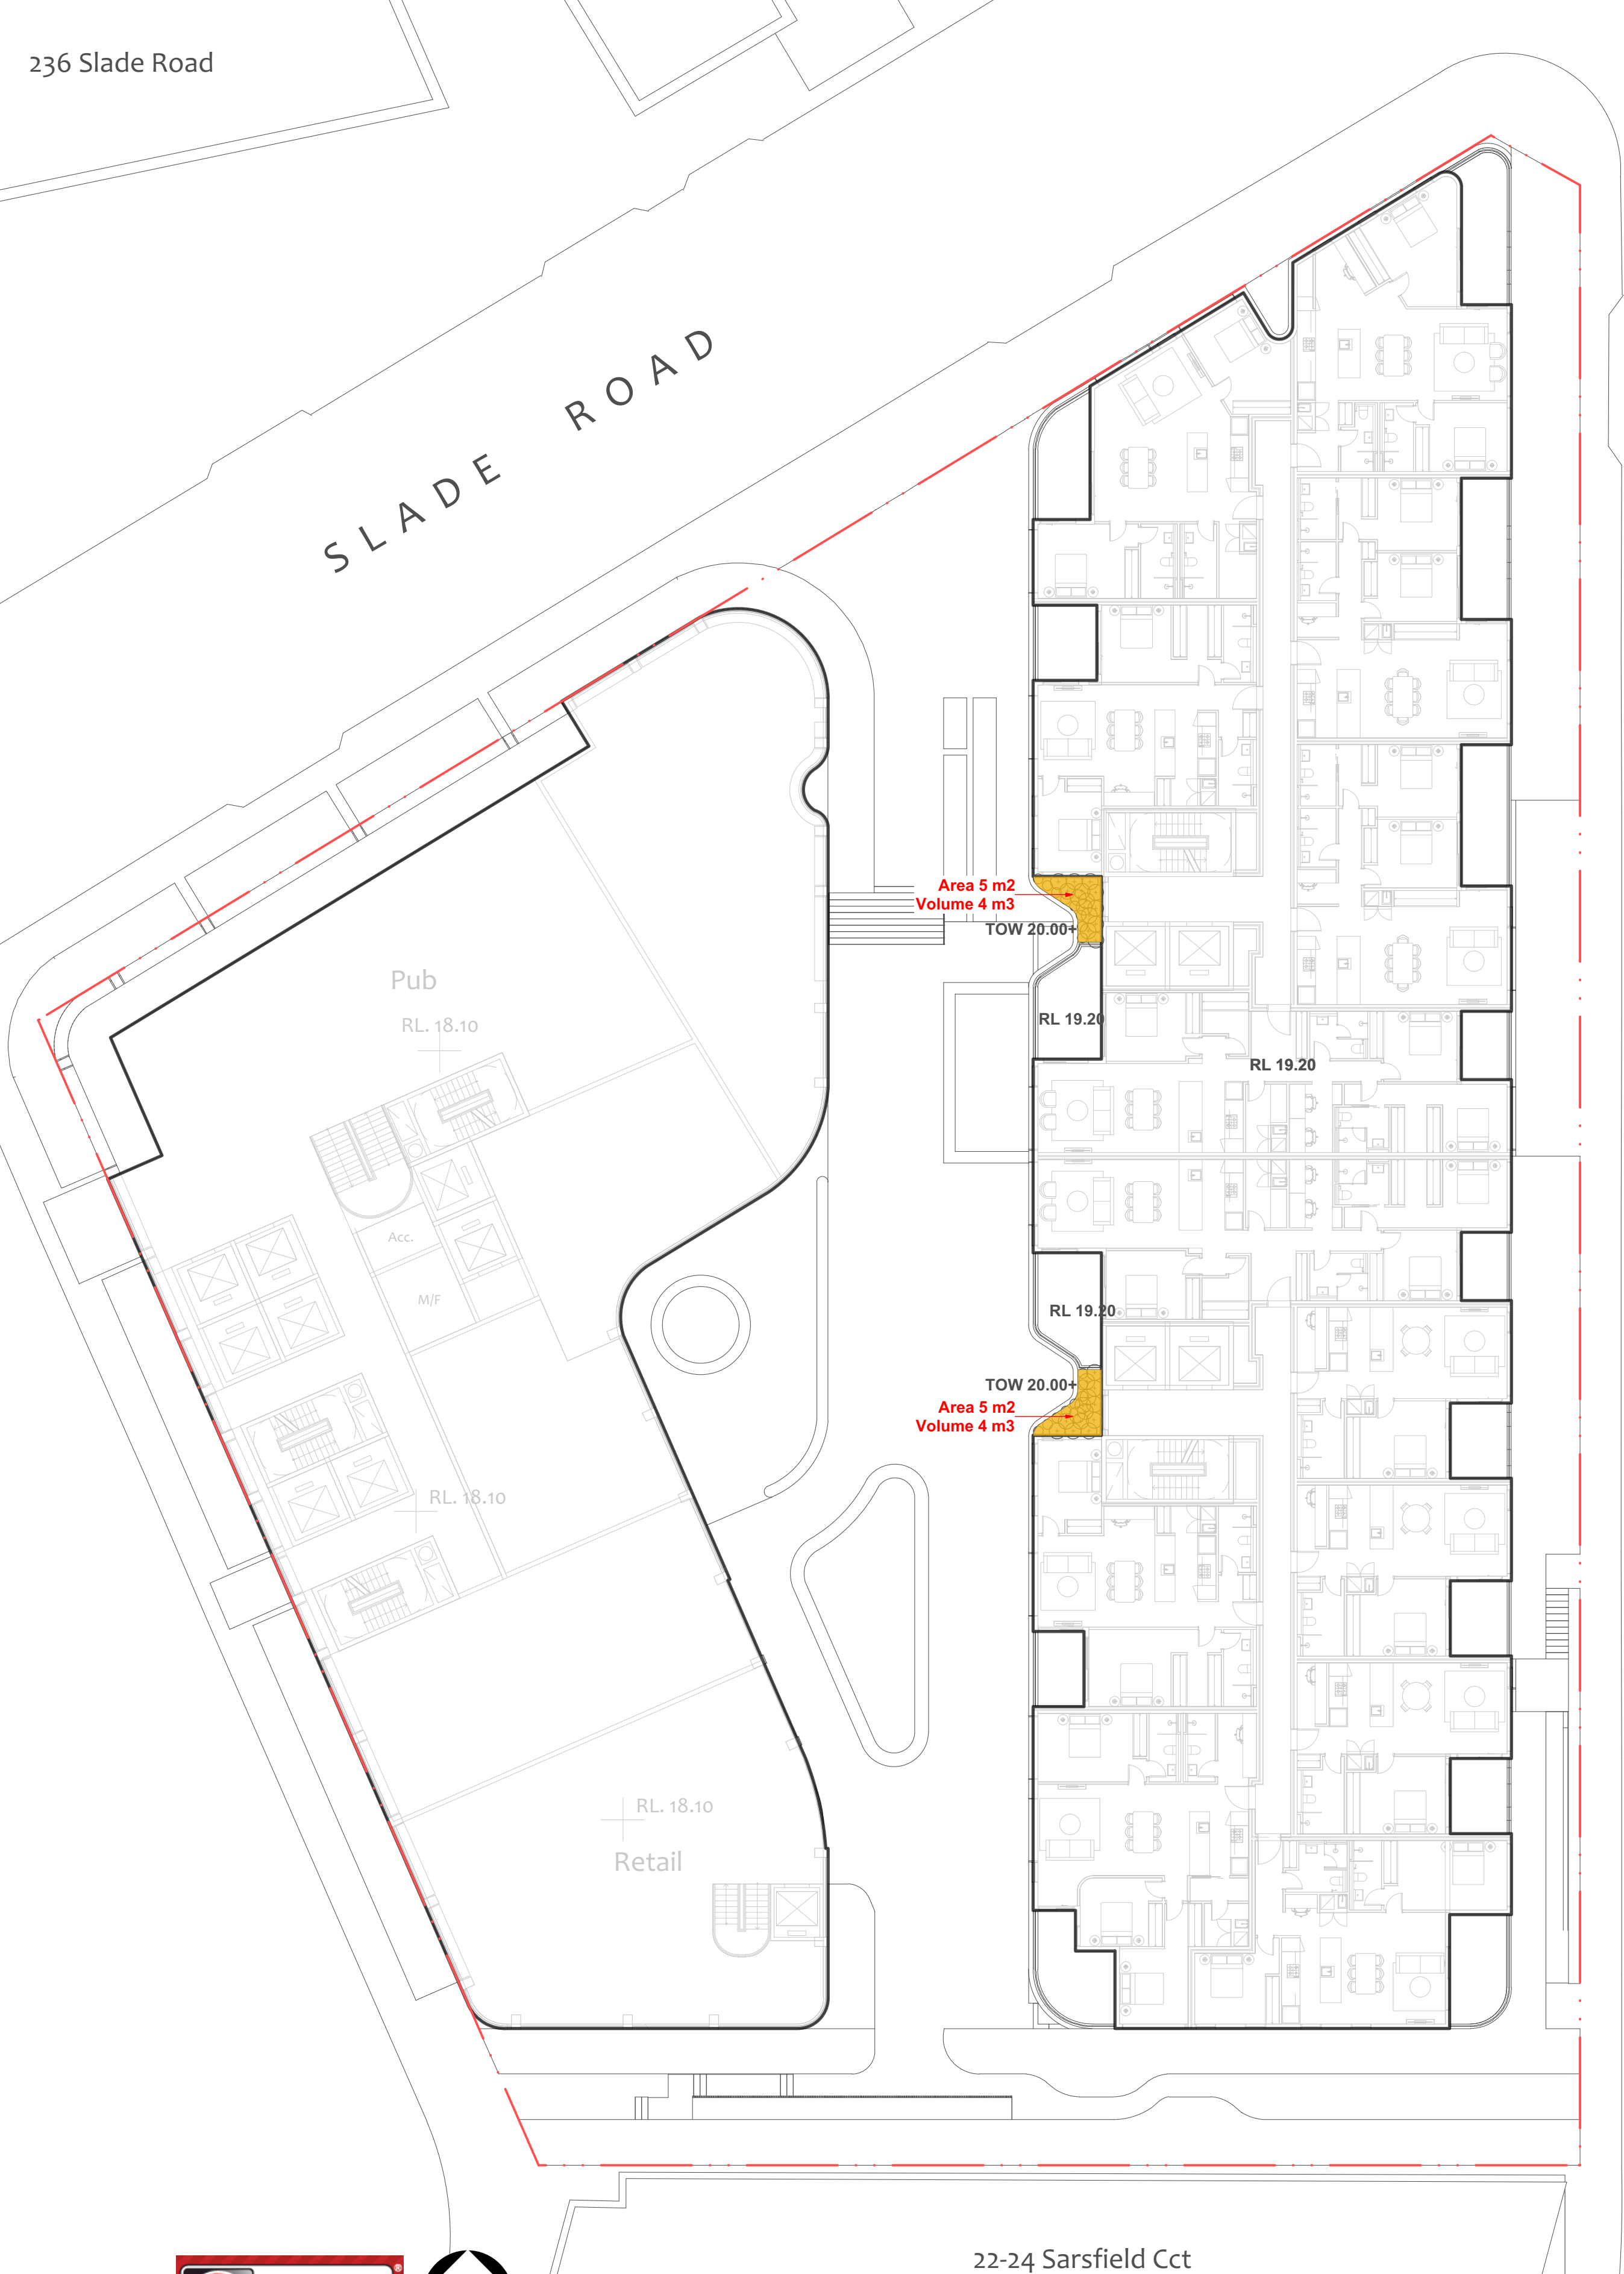 236 Slade Road
SLADE ROAD
Area 5 m2
Volume 4 m3
TOW 20.00+
Pub
RL. 18.10
RL 19.20
RL 19.20
Acc.
M/F
RL 19.20
TOW 20.00+
Area 5 m2
Volume 4 m3
RL. 18.10
RL. 18.10
Retail
22-24 Sarsfield Cct
®